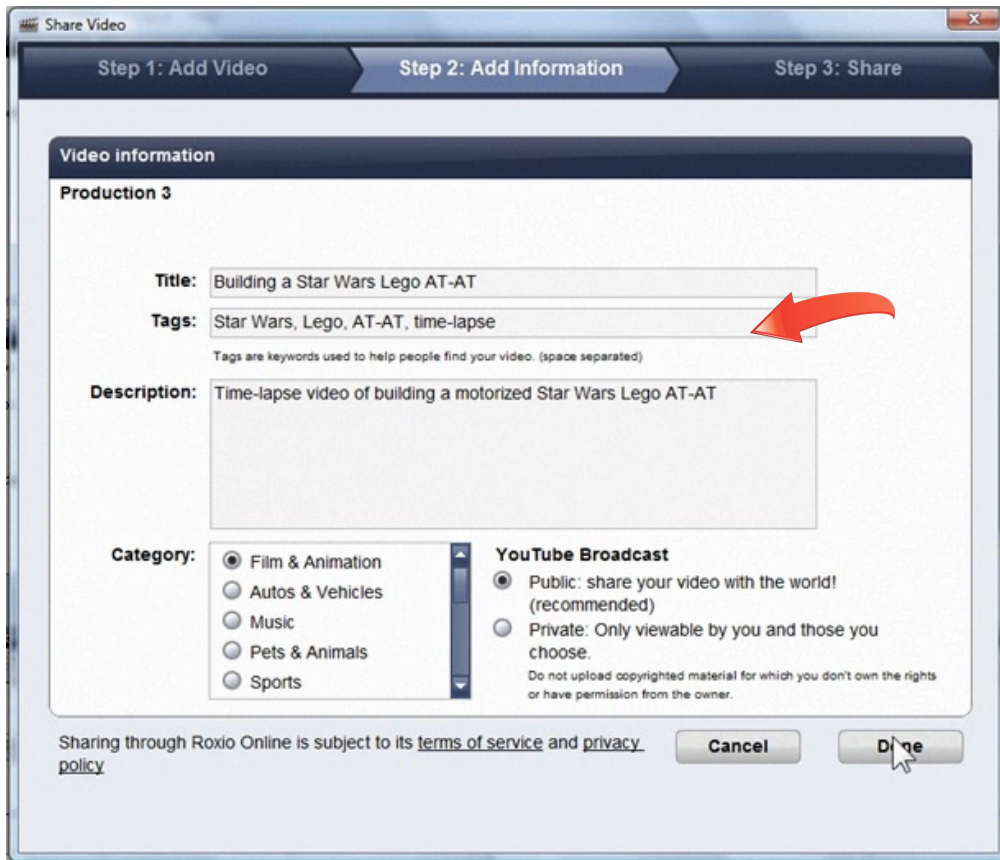 Share Video
Step 1: Add Video
Step 2: Add Information
Step 3: Share
Video information
Production 3
Title:
Building a Star Wars Lego AT-AT
Tags:
Star Wars, Lego, AT-AT, time-lapse
Tags are keywords used to help people find your video. (space separated)
Description:
Time-lapse video of building a motorized Star Wars Lego AT-AT
Category:
Film & Animation
Autos & Vehicles
Music
Pets & Animals
Sports
YouTube Broadcast
Public: share your video with the world!
(recommended)
Private: Only viewable by you and those you
choose.
Do not upload copyrighted material for which you don't own the rights
or have permission from the owner.
Sharing through Roxio Online is subject to its terms of service and privacy
policy
Cancel
Done